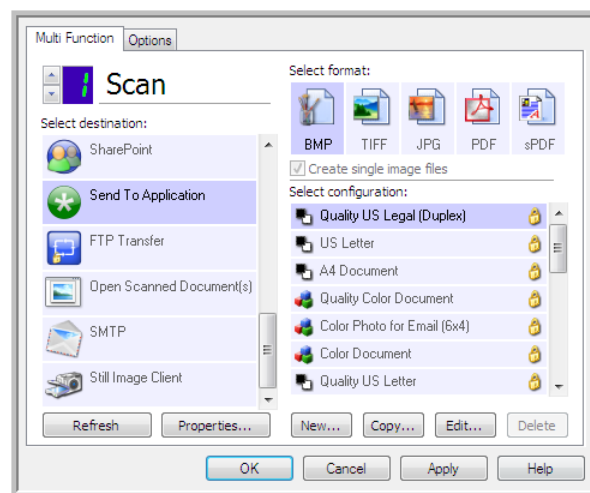 Multi Function
Options
1 Scan
Select destination:
SharePoint
Send To Application
FTP Transfer
Open Scanned Document(s)
SMTP
Still Image Client
Refresh
Properties...
Select format:
BMP TIFF JPG PDF sPDF
Create single image files
Select configuration:
Quality US Legal (Duplex)
US Letter
A4 Document
Quality Color Document
Color Photo for Email (6x4)
Color Document
Quality US Letter
New... Copy... Edit... Delete
OK Cancel Apply Help